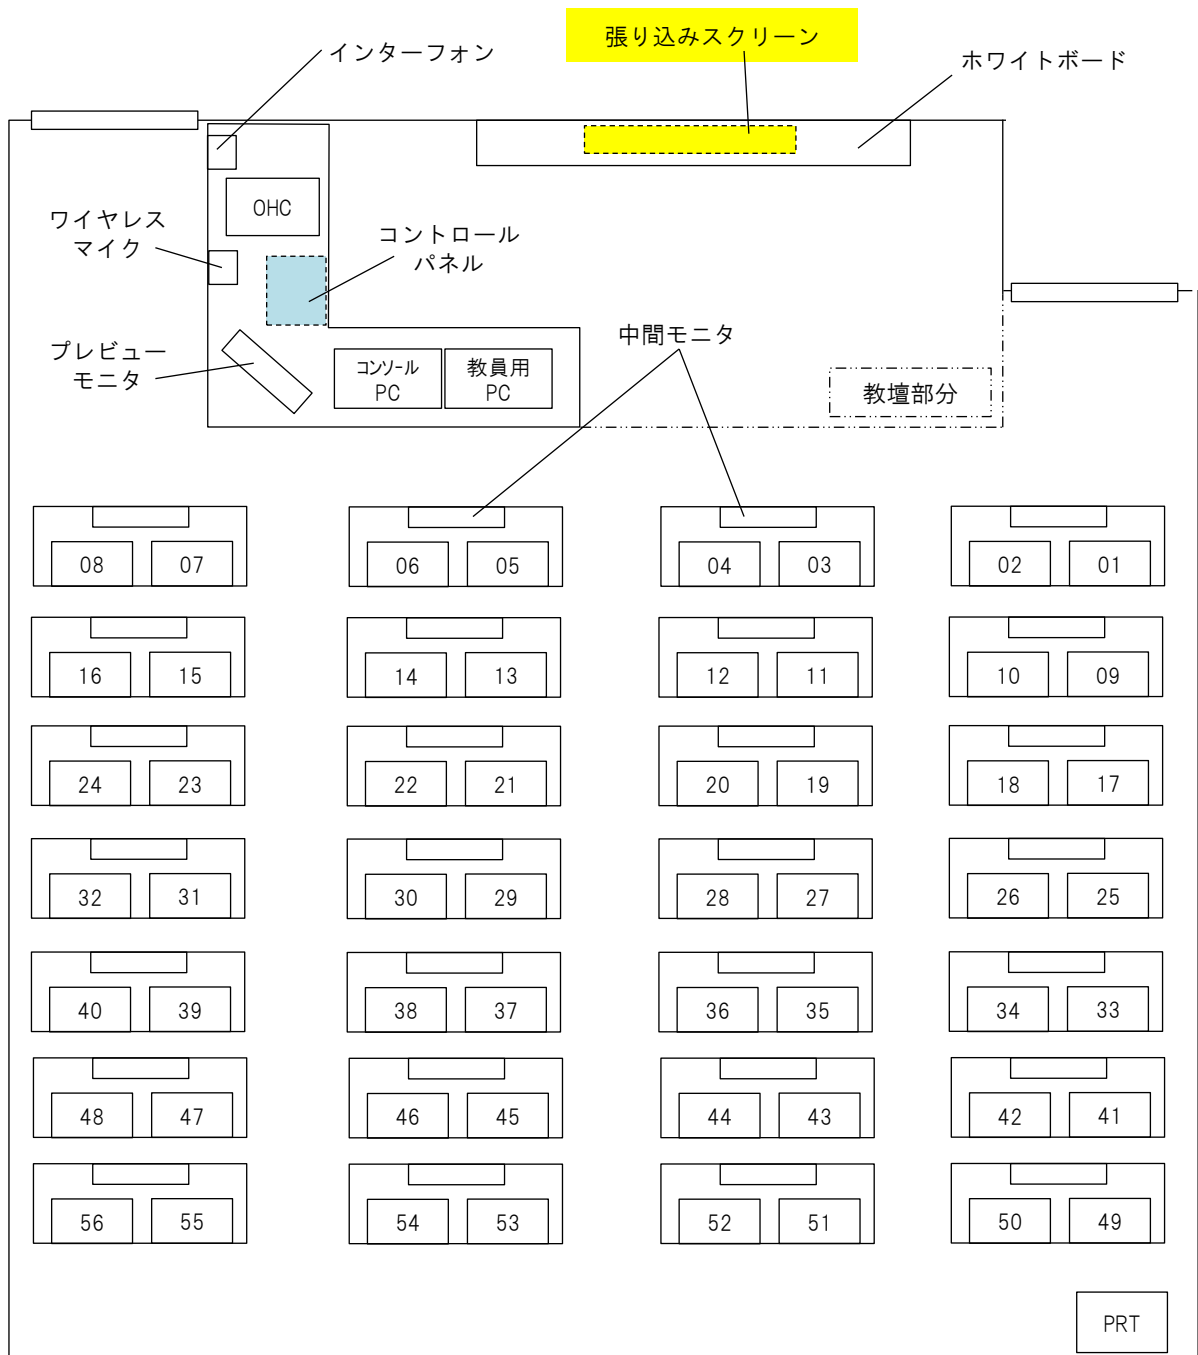 張り込みスクリーン
インターフォン
ホワイトボード
OHC
ワイヤレス
マイク
コントロール
パネル
中間モニタ
プレビュー
モニタ
コンソール
PC
教員用
PC
教壇部分
08 07 06 05 04 03 02 01
16 15 14 13 12 11 10 09
24 23 22 21 20 19 18 17
32 31 30 29 28 27 26 25
40 39 38 37 36 35 34 33
48 47 46 45 44 43 42 41
56 55 54 53 52 51 50 49
PRT